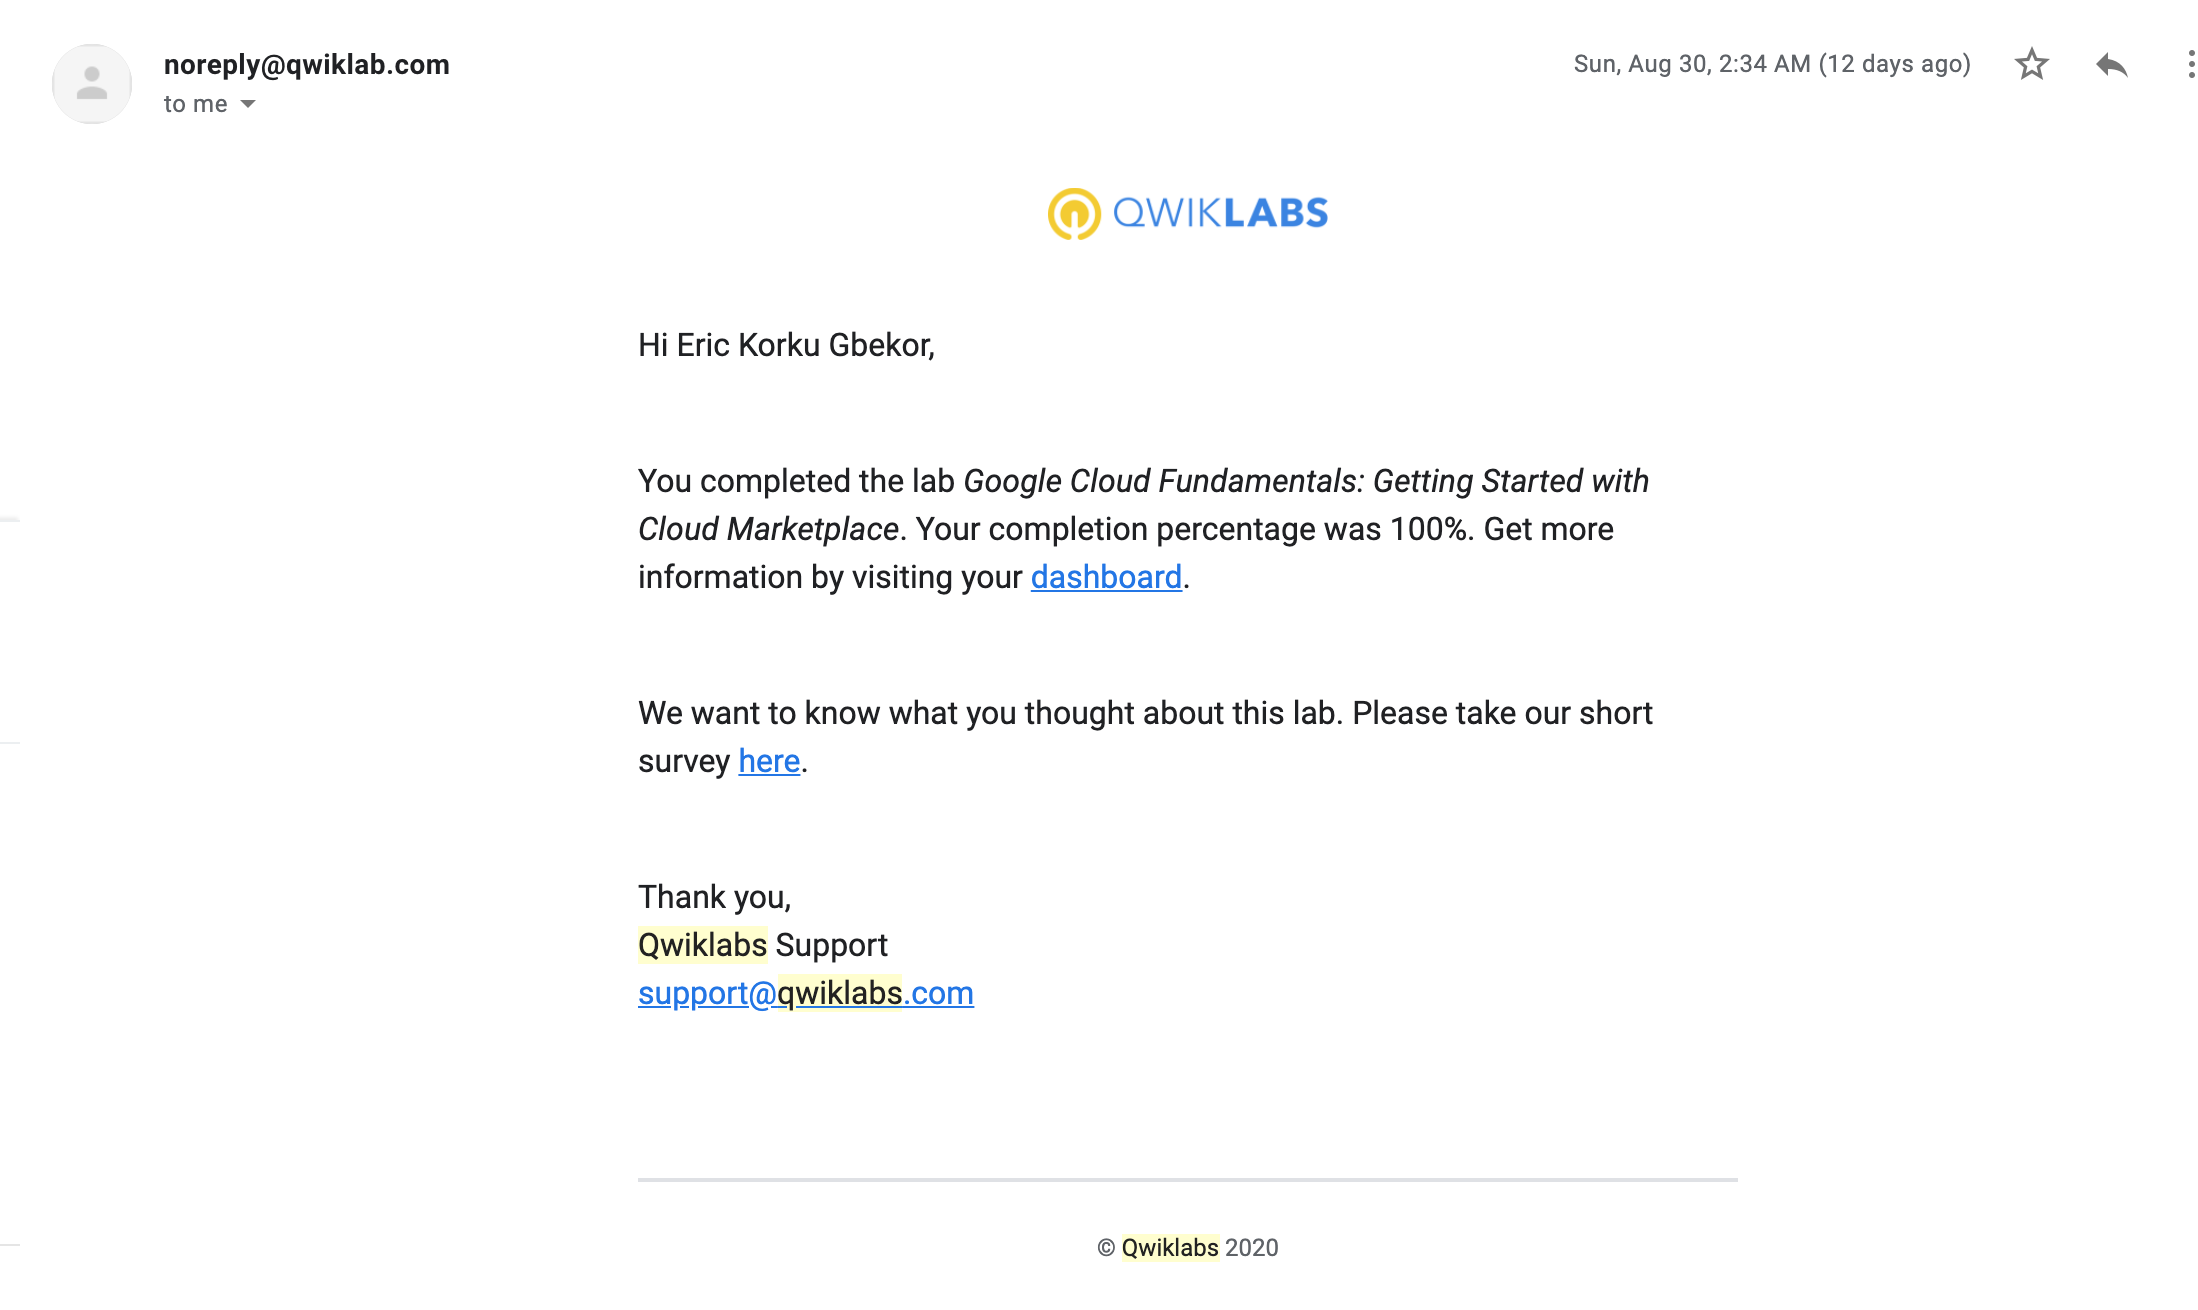 noreply@qwiklab.com
Sun, Aug 30, 2:34 AM (12 days ago)
to me
QWIKLABS
Hi Eric Korku Gbekor,
You completed the lab Google Cloud Fundamentals: Getting Started with
Cloud Marketplace. Your completion percentage was 100%. Get more
information by visiting your dashboard.
We want to know what you thought about this lab. Please take our short
survey here.
Thank you,
Qwiklabs Support
support@qwiklabs.com
© Qwiklabs 2020